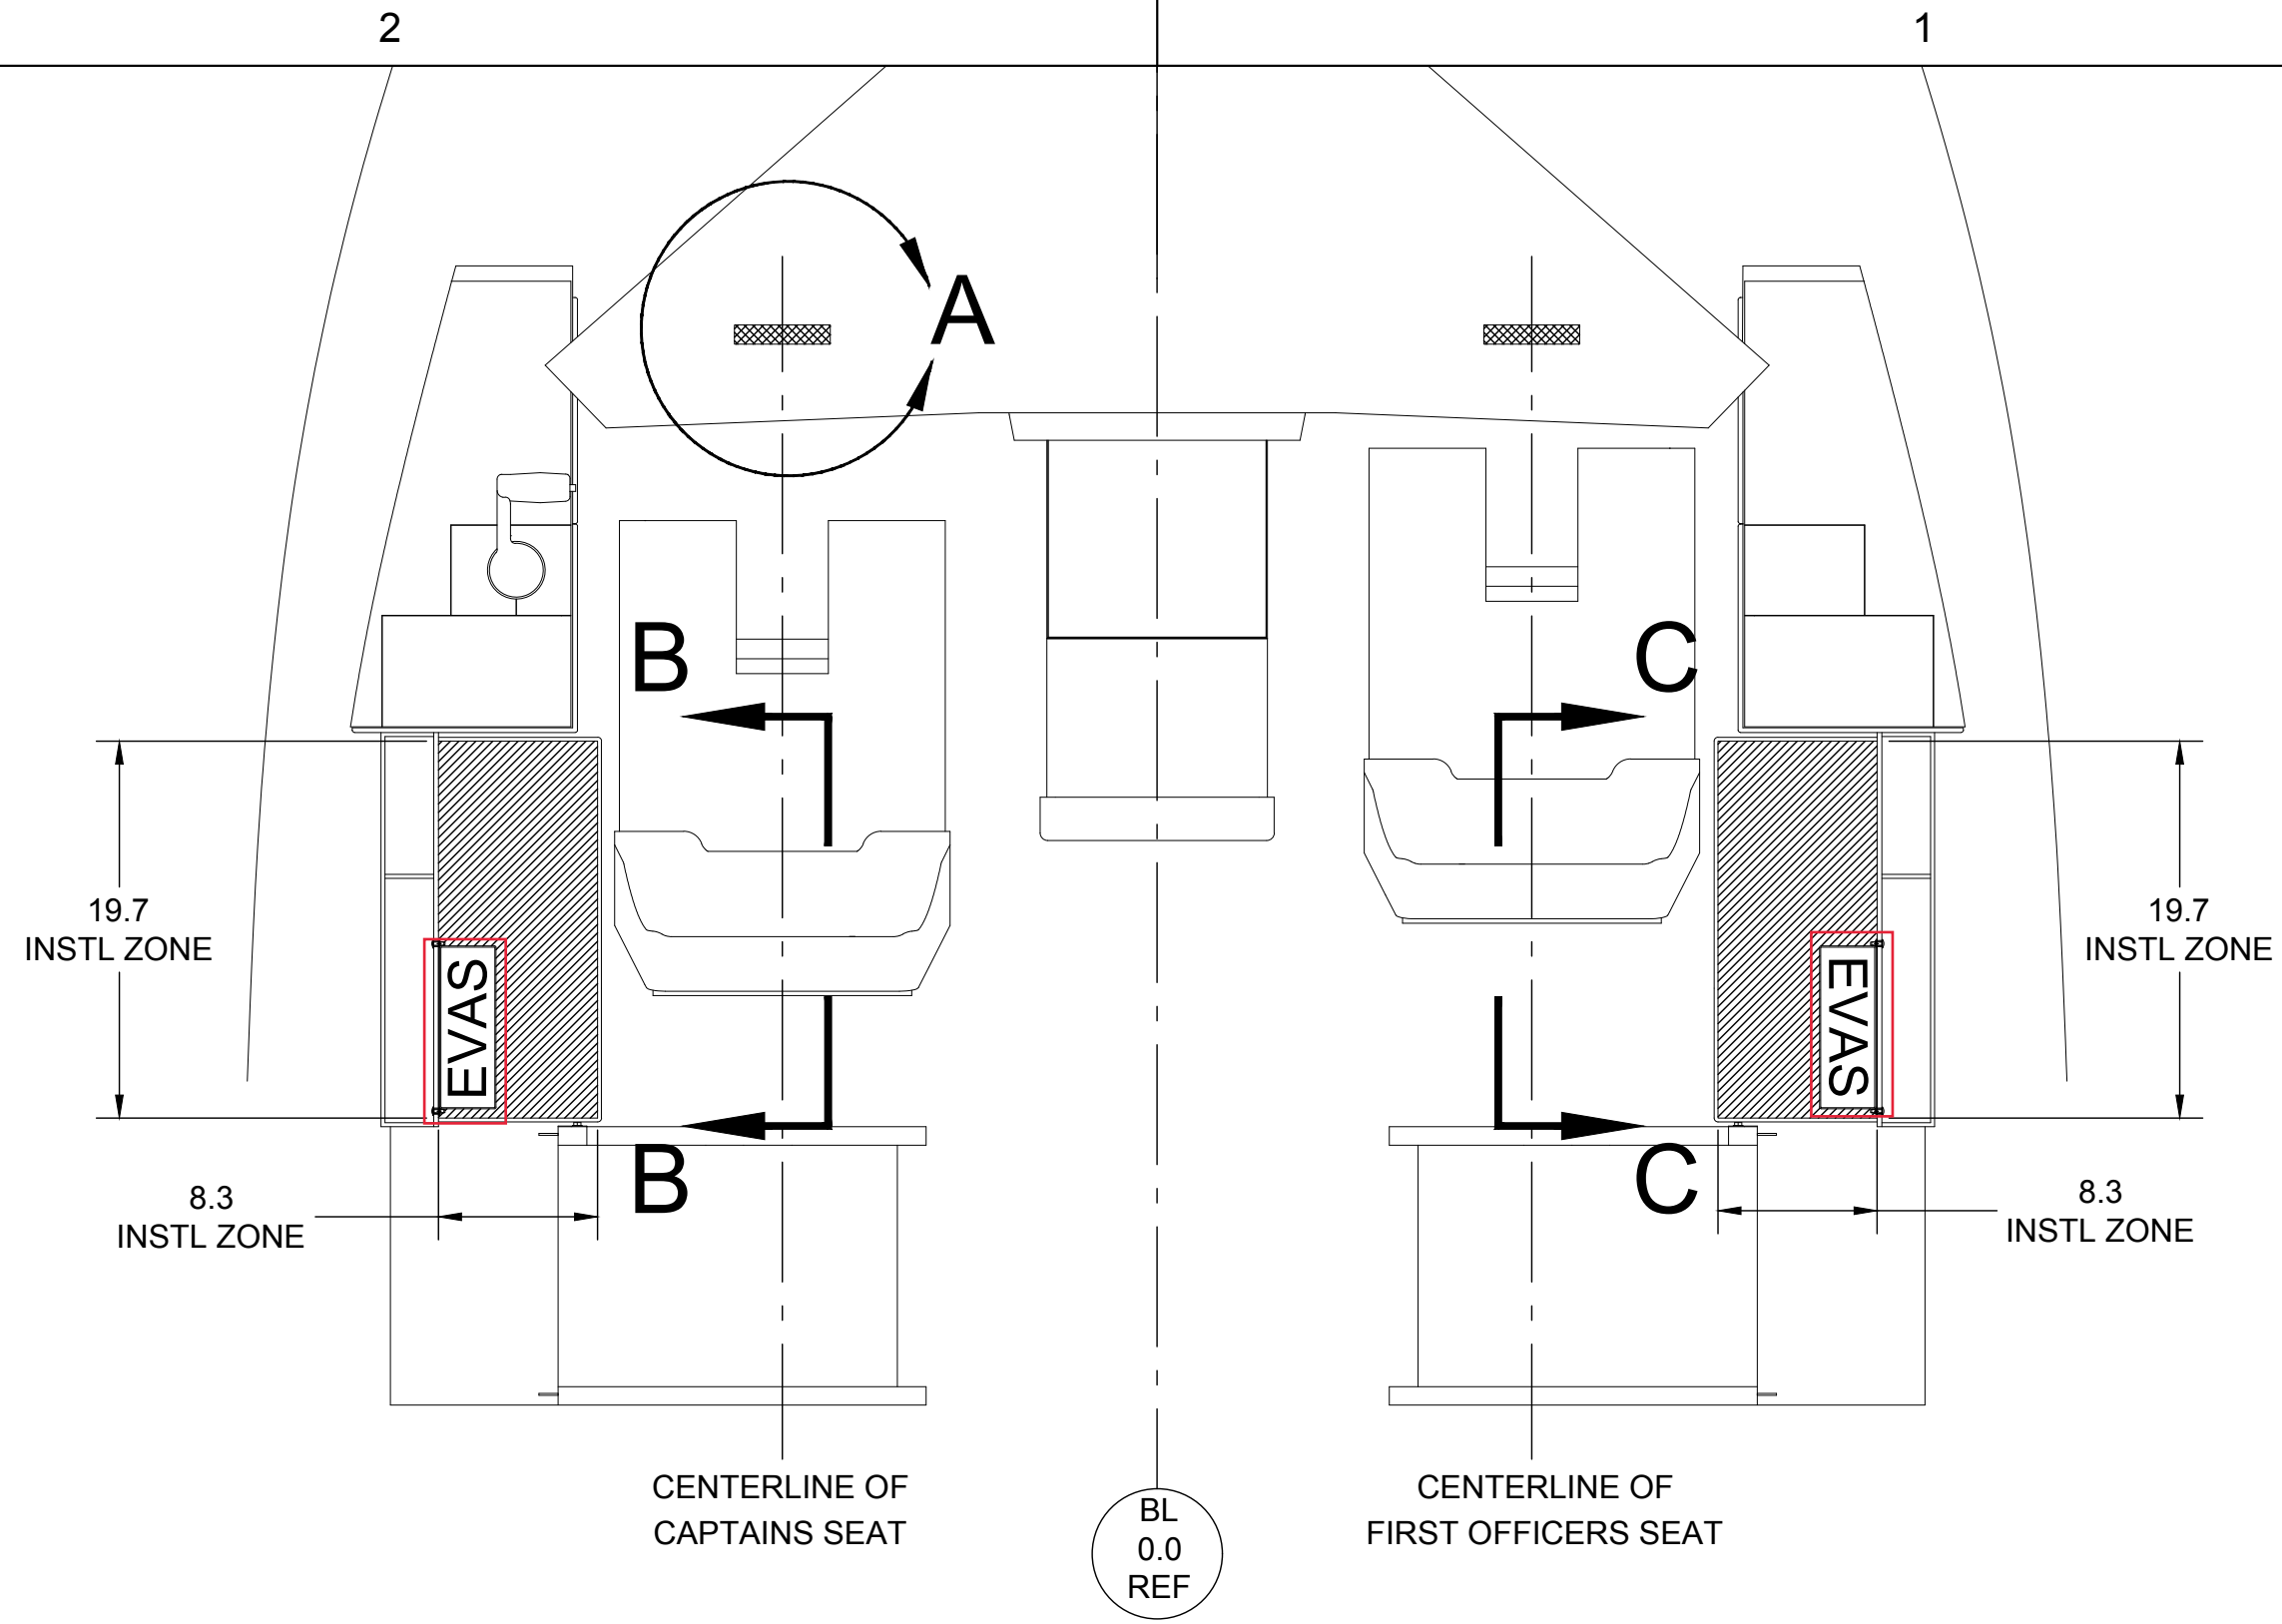 2
1
A
B
C
19.7
INSTL ZONE
19.7
INSTL ZONE
EVAS
EVAS
B
C
8.3
INSTL ZONE
8.3
INSTL ZONE
CENTERLINE OF
CAPTAINS SEAT
BL
0.0
REF
CENTERLINE OF
FIRST OFFICERS SEAT